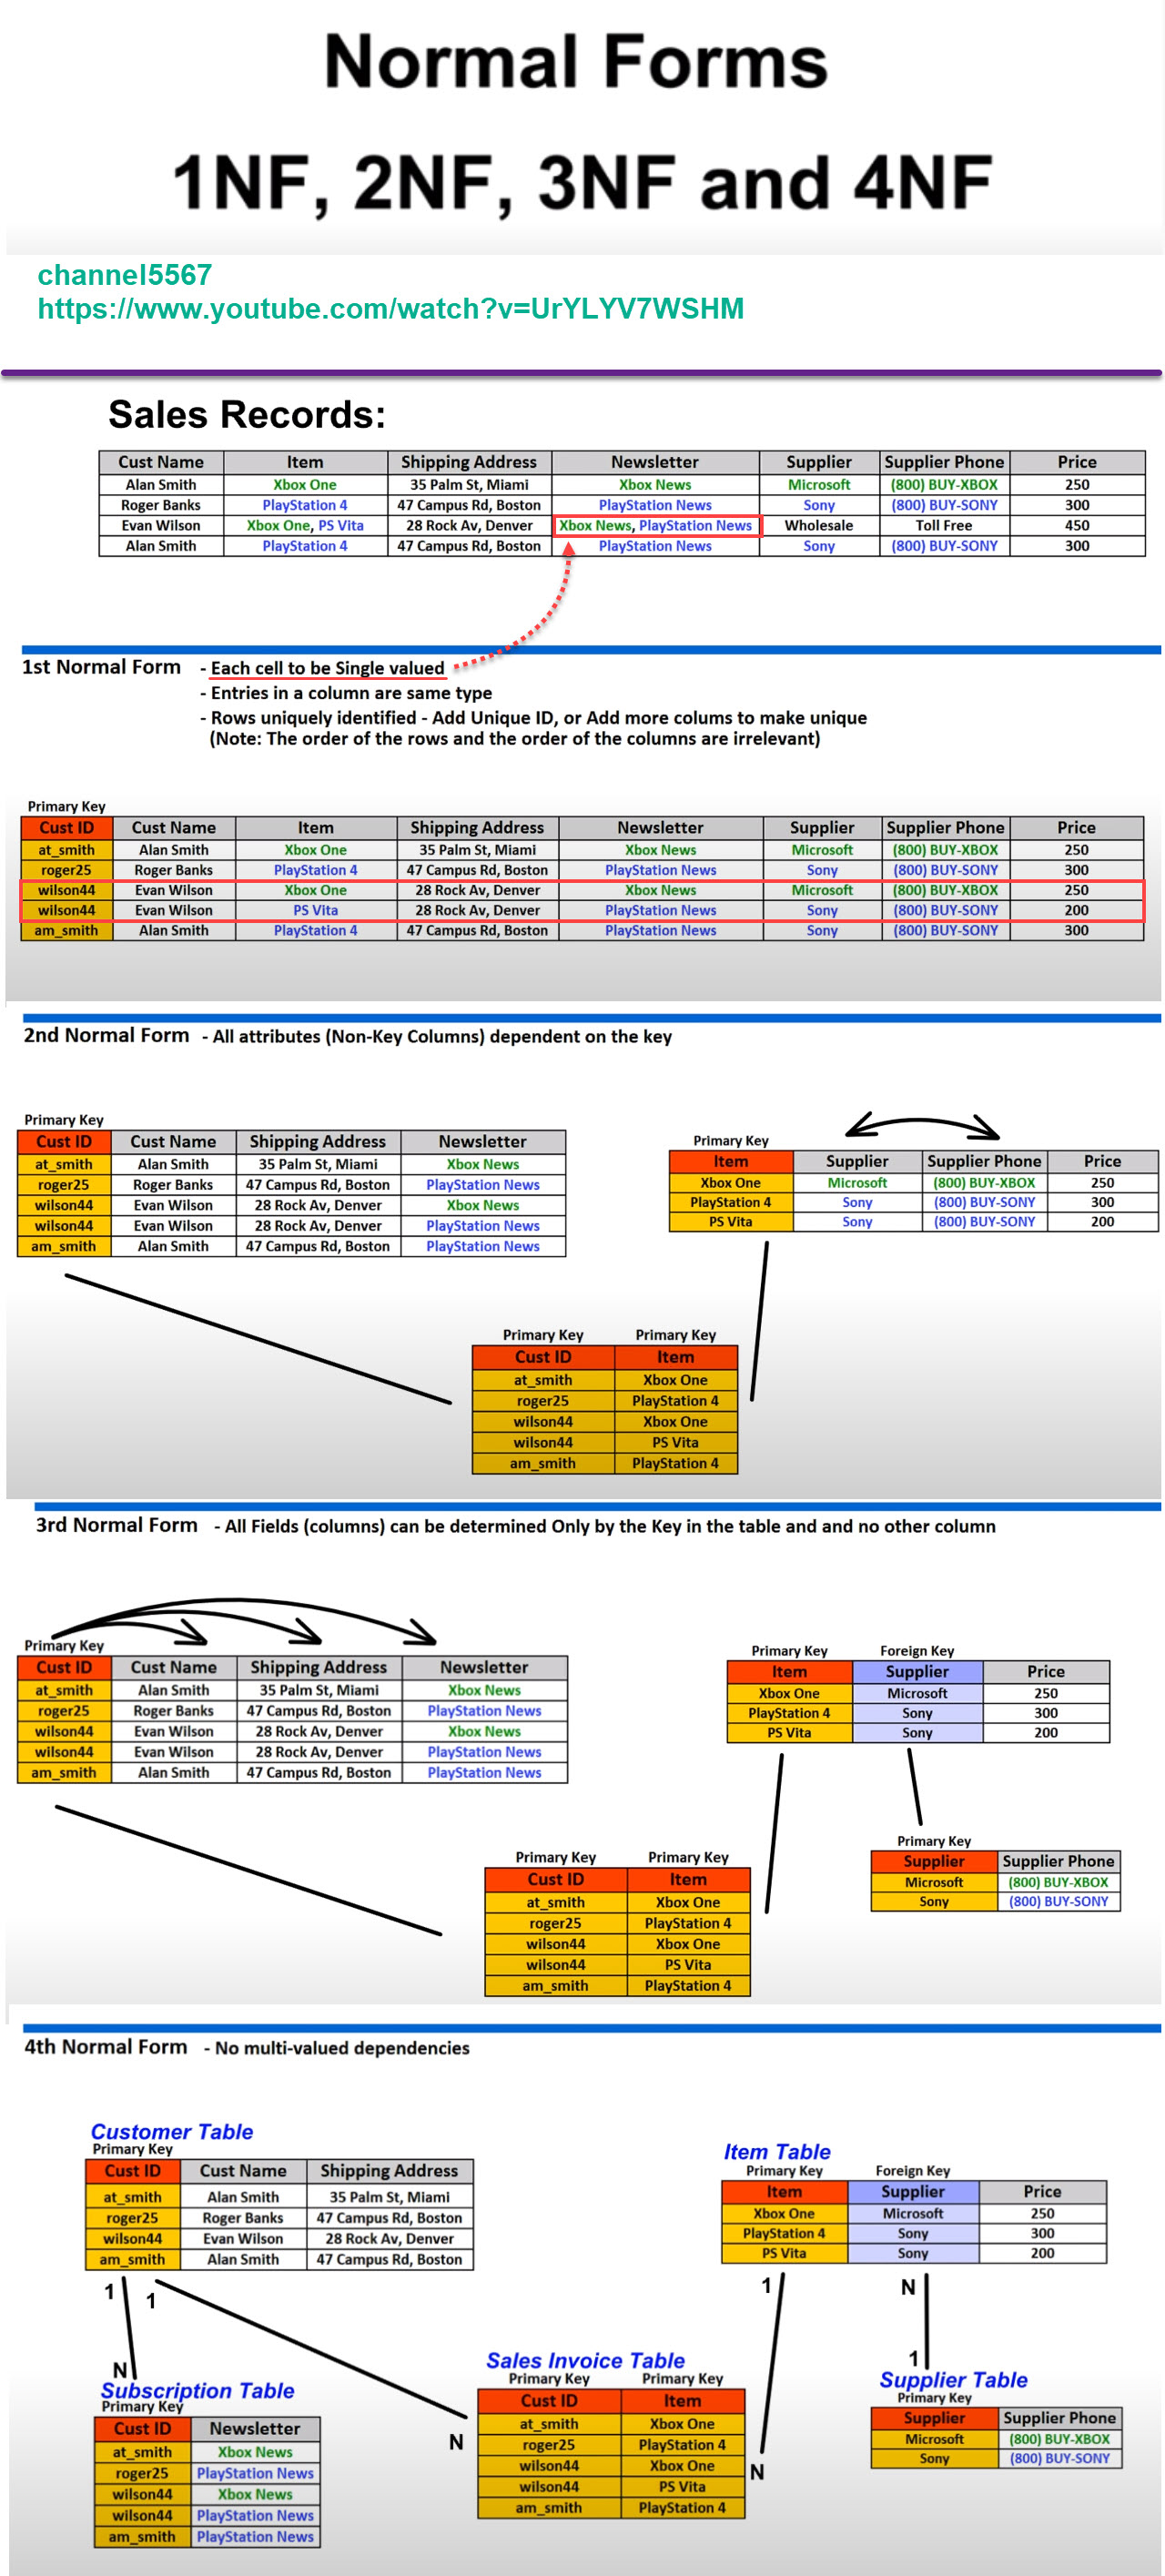 Normal Forms
1NF, 2NF, 3NF and 4NF
channel5567
https://www.youtube.com/watch?v=UrYLYV7WSHM
Sales Records:
Cust Name Item Shipping Address Newsletter Supplier Supplier Phone Price
Alan Smith Xbox One 35 Palm St, Miami Xbox News Microsoft (800) BUY-XBOX 250
Roger Banks PlayStation 4 47 Campus Rd, Boston PlayStation News Sony (800) BUY-SONY 300
Evan Wilson Xbox One, PS Vita 28 Rock Av, Denver Xbox News, PlayStation News Wholesale Toll Free 450
Alan Smith PlayStation 4 47 Campus Rd, Boston PlayStation News Sony (800) BUY-SONY 300
1st Normal Form - Each cell to be Single valued
- Entries in a column are same type
- Rows uniquely identified - Add Unique ID, or Add more colums to make unique
(Note: The order of the rows and the order of the columns are irrelevant)
Primary Key
Cust ID Cust Name Item Shipping Address Newsletter Supplier Supplier Phone Price
at_smith Alan Smith Xbox One 35 Palm St, Miami Xbox News Microsoft (800) BUY-XBOX 250
roger25 Roger Banks PlayStation 4 47 Campus Rd, Boston PlayStation News Sony (800) BUY-SONY 300
wilson44 Evan Wilson Xbox One 28 Rock Av, Denver Xbox News Microsoft (800) BUY-XBOX 250
wilson44 Evan Wilson PS Vita 28 Rock Av, Denver PlayStation News Sony (800) BUY-SONY 200
am_smith Alan Smith PlayStation 4 47 Campus Rd, Boston PlayStation News Sony (800) BUY-SONY 300
2nd Normal Form - All attributes (Non-Key Columns) dependent on the key
Primary Key
Cust ID Cust Name Shipping Address Newsletter
at_smith Alan Smith 35 Palm St, Miami Xbox News
roger25 Roger Banks 47 Campus Rd, Boston PlayStation News
wilson44 Evan Wilson 28 Rock Av, Denver Xbox News
wilson44 Evan Wilson 28 Rock Av, Denver PlayStation News
am_smith Alan Smith 47 Campus Rd, Boston PlayStation News
Primary Key
Item Supplier Supplier Phone Price
Xbox One Microsoft (800) BUY-XBOX 250
PlayStation 4 Sony (800) BUY-SONY 300
PS Vita Sony (800) BUY-SONY 200
Primary Key Primary Key
Cust ID Item
at_smith Xbox One
roger25 PlayStation 4
wilson44 Xbox One
wilson44 PS Vita
am_smith PlayStation 4
3rd Normal Form - All Fields (columns) can be determined Only by the Key in the table and and no other column
Primary Key
Cust ID Cust Name Shipping Address Newsletter
at_smith Alan Smith 35 Palm St, Miami Xbox News
roger25 Roger Banks 47 Campus Rd, Boston PlayStation News
wilson44 Evan Wilson 28 Rock Av, Denver Xbox News
wilson44 Evan Wilson 28 Rock Av, Denver PlayStation News
am_smith Alan Smith 47 Campus Rd, Boston PlayStation News
Primary Key Foreign Key
Item Supplier Price
Xbox One Microsoft 250
PlayStation 4 Sony 300
PS Vita Sony 200
Primary Key
Supplier Supplier Phone
Microsoft (800) BUY-XBOX
Sony (800) BUY-SONY
Primary Key Primary Key
Cust ID Item
at_smith Xbox One
roger25 PlayStation 4
wilson44 Xbox One
wilson44 PS Vita
am_smith PlayStation 4
4th Normal Form - No multi-valued dependencies
Customer Table
Primary Key
Cust ID Cust Name Shipping Address
at_smith Alan Smith 35 Palm St, Miami
roger25 Roger Banks 47 Campus Rd, Boston
wilson44 Evan Wilson 28 Rock Av, Denver
am_smith Alan Smith 47 Campus Rd, Boston
Item Table
Primary Key Foreign Key
Item Supplier Price
Xbox One Microsoft 250
PlayStation 4 Sony 300
PS Vita Sony 200
1 1
1 N
N
1
Subscription Table
Primary Key
Cust ID Newsletter
at_smith Xbox News
roger25 PlayStation News
wilson44 Xbox News
wilson44 PlayStation News
am_smith PlayStation News
Sales Invoice Table
Primary Key Primary Key
Cust ID Item
at_smith Xbox One
roger25 PlayStation 4
wilson44 Xbox One
wilson44 PS Vita
am_smith PlayStation 4
N
N
Supplier Table
Primary Key
Supplier Supplier Phone
Microsoft (800) BUY-XBOX
Sony (800) BUY-SONY